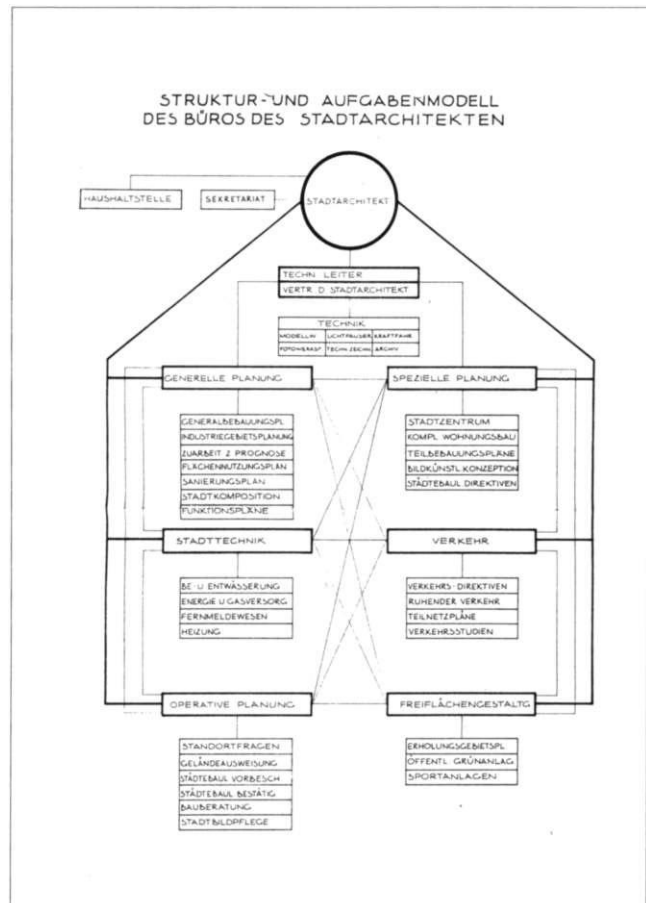 STRUKTUR- UND AUFGABENMODELL
DES BÜROS DES STADTARCHITEKTEN
STADTARCHITEKT
HAUSHALTSTELLE
SEKRETARIAT
TECHN LEITER
VERTR D STADTARCHITEKT
TECHNIK
MODELLW LICHTPAUSER KRAFTFAHR
FOTOWERKST TECHN ZEICHN ARCHIV
GENERELLE PLANUNG
GENERALBEBAUUNGSPL
INDUSTRIEGEBIETSPLANUNG
ZUARBEIT Z PROGNOSE
FLÄCHENNUTZUNGSPLAN
SANIERUNGSPLAN
STADTKOMPOSITION
FUNKTIONSPLÄNE
SPEZIELLE PLANUNG
STADTZENTRUM
KOMPL WOHNUNGSBAU
TEILBEBAUUNGSPLÄNE
BILDKÜNSTL KONZEPTION
STÄDTEBAUL DIREKTIVEN
STADTTECHNIK
BE- U ENTWÄSSERUNG
ENERGIE U GASVERSORG
FERNMELDEWESEN
HEIZUNG
VERKEHR
VERKEHRS-DIREKTIVEN
RUHENDER VERKEHR
TEILNETZPLÄNE
VERKEHRSSTUDIEN
OPERATIVE PLANUNG
STANDORTFRAGEN
GELÄNDEAUSWEISUNG
STÄDTEBAUL VORBESCH
STÄDTEBAUL BESTÄTIG
BAUBERATUNG
STADTBILDPFLEGE
FREIFLÄCHENGESTALTG
ERHOLUNGSGEBIETSPL
ÖFFENTL GRÜNANLAG
SPORTANLAGEN